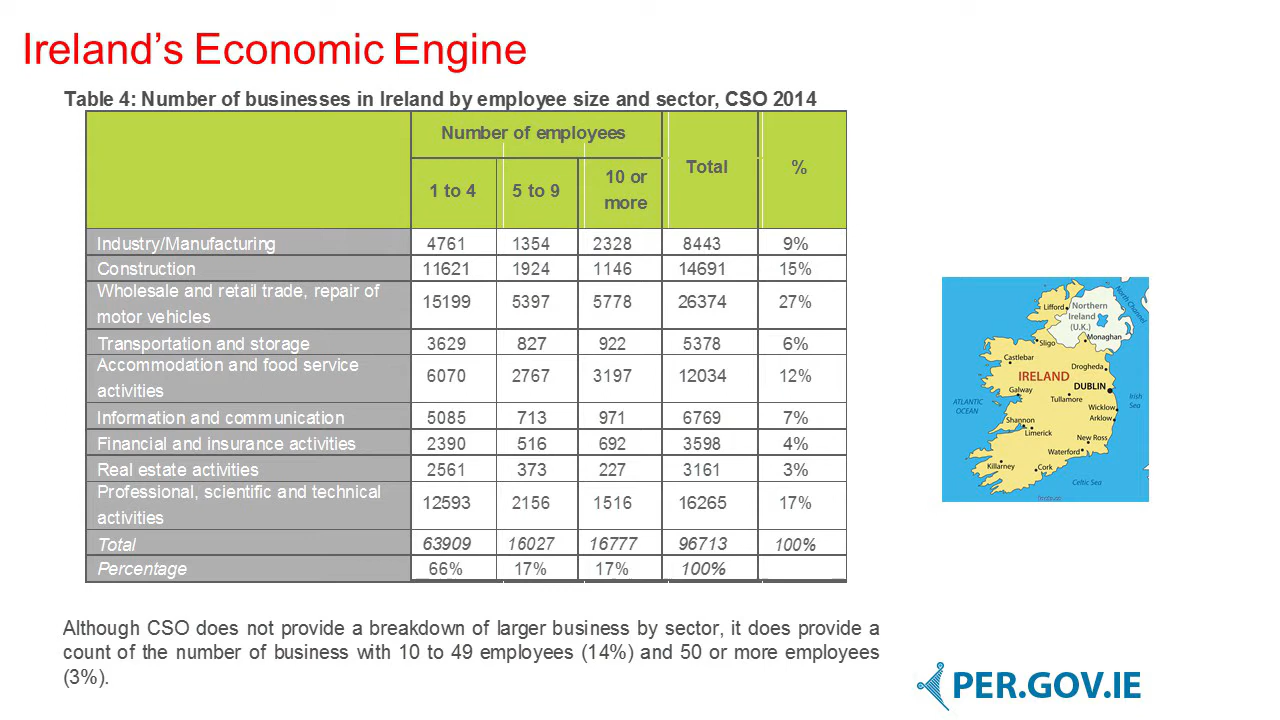 Ireland's Economic Engine
Table 4: Number of businesses in Ireland by employee size and sector, CSO 2014
Number of employees
Total
%
1 to 4
5 to 9
10 or
more
Industry/Manufacturing 4761 1354 2328 8443 9%
Construction 11621 1924 1146 14691 15%
Wholesale and retail trade, repair of
motor vehicles
15199 5397 5778 26374 27%
Transportation and storage 3629 827 922 5378 6%
Accommodation and food service
activities
6070 2767 3197 12034 12%
Information and communication 5085 713 971 6769 7%
Financial and insurance activities 2390 516 692 3598 4%
Real estate activities 2561 373 227 3161 3%
Professional, scientific and technical
activities
12593 2156 1516 16265 17%
Total 63909 16027 16777 96713 100%
Percentage 66% 17% 17% 100%
Although CSO does not provide a breakdown of larger business by sector, it does provide a
count of the number of business with 10 to 49 employees (14%) and 50 or more employees
(3%).
North Channel
Lifford
Northern
Ireland
(U.K.)
Monaghan
Sligo
Castlebar
Drogheda
IRELAND
DUBLIN
Galway
Tullamore
Irish
Sea
ATLANTIC
OCEAN
Wicklow
Arklow
Shannon
Limerick
New Ross
Waterford
Killarney
Cork
Celtic Sea
PER.GOV.IE